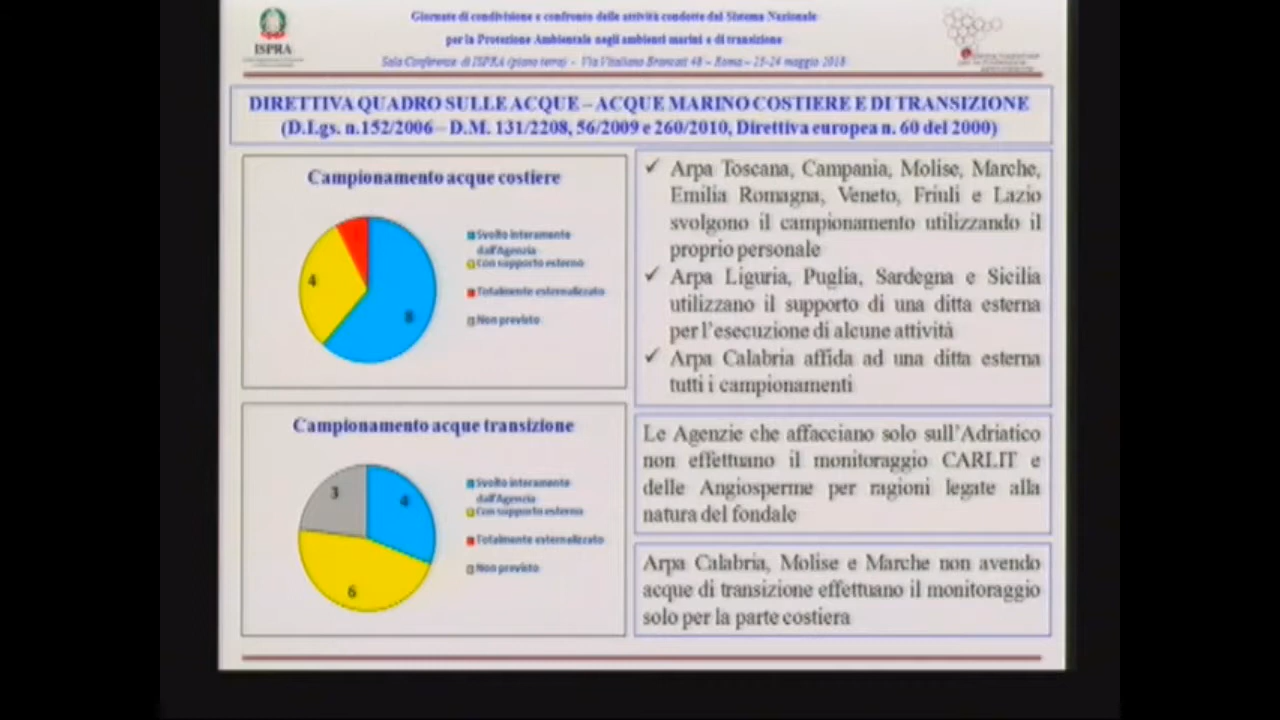 Giornate di condivisione e confronto delle attività condotte dal Sistema Nazionale
per la Protezione Ambientale negli ambienti marini e di transizione
Sala Conferenze di ISPRA (piano terra) - Via Vitaliano Brancati 48 – Roma – 23-24 maggio 2018
ISPRA
DIRETTIVA QUADRO SULLE ACQUE – ACQUE MARINO COSTIERE E DI TRANSIZIONE
(D.Lgs. n.152/2006 – D.M. 131/2208, 56/2009 e 260/2010, Direttiva europea n. 60 del 2000)
Campionamento acque costiere
4
8
Svolto interamente
dall'Agenzia
Con supporto esterno
Totalmente esternalizzato
Non previsto
Campionamento acque transizione
3
4
6
Svolto interamente
dall'Agenzia
Con supporto esterno
Totalmente esternalizzato
Non previsto
✓ Arpa Toscana, Campania, Molise, Marche,
Emilia Romagna, Veneto, Friuli e Lazio
svolgono il campionamento utilizzando il
proprio personale
✓ Arpa Liguria, Puglia, Sardegna e Sicilia
utilizzano il supporto di una ditta esterna
per l'esecuzione di alcune attività
✓ Arpa Calabria affida ad una ditta esterna
tutti i campionamenti
Le Agenzie che affacciano solo sull'Adriatico
non effettuano il monitoraggio CARLIT e
delle Angiosperme per ragioni legate alla
natura del fondale
Arpa Calabria, Molise e Marche non avendo
acque di transizione effettuano il monitoraggio
solo per la parte costiera